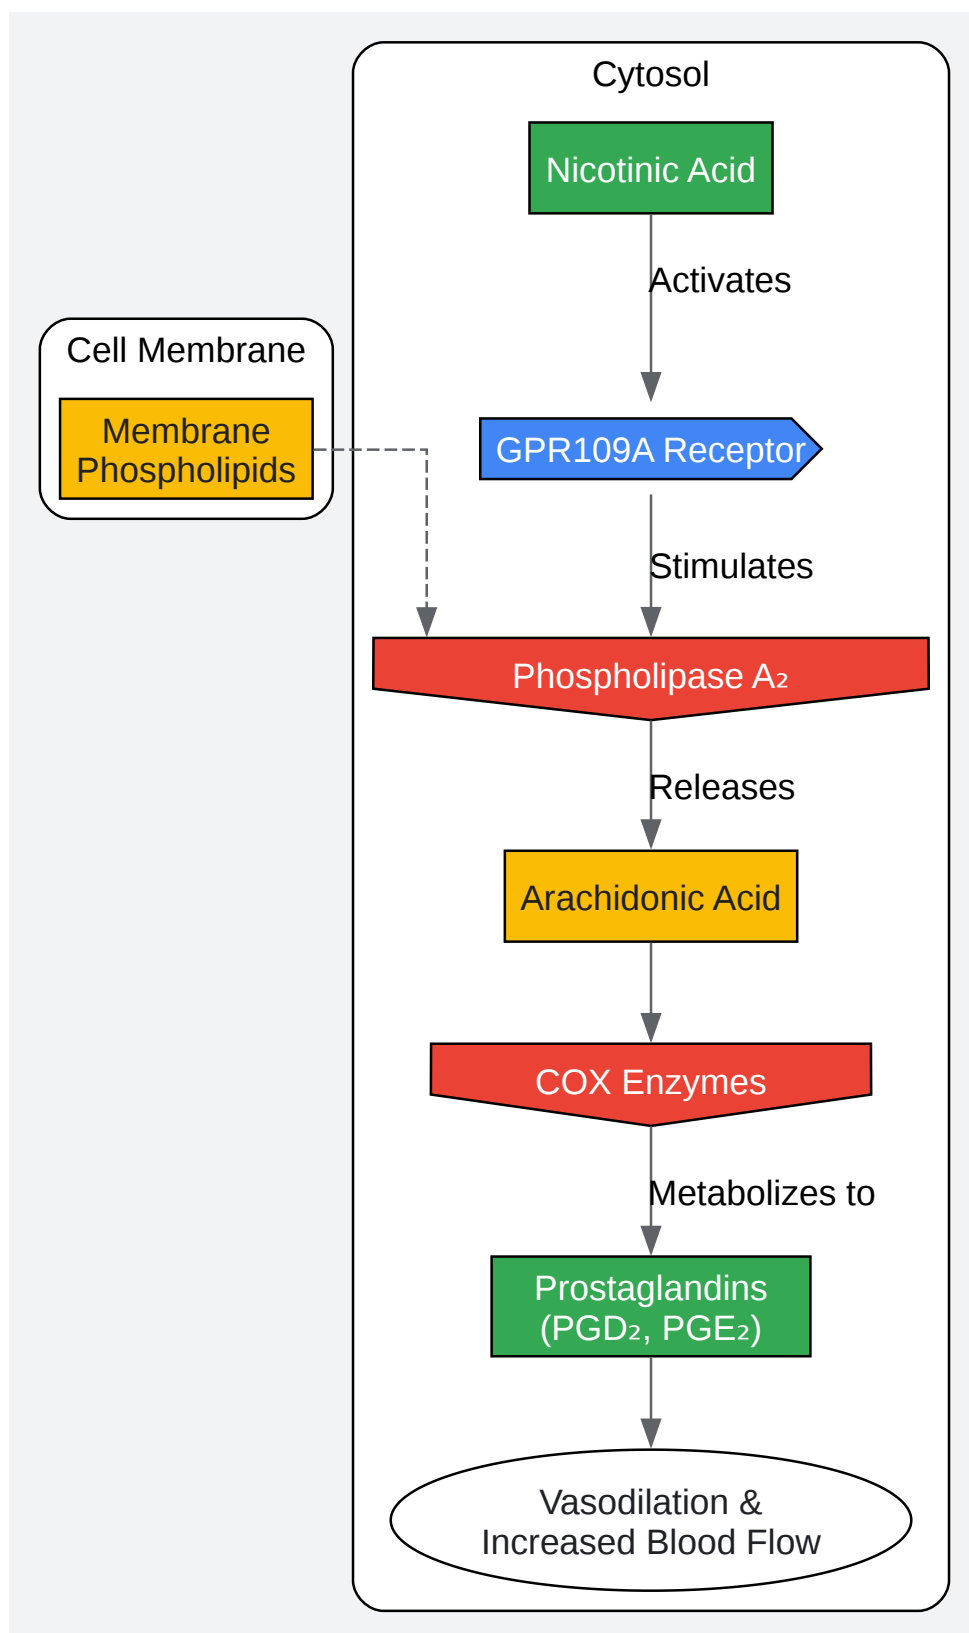 Cytosol
Nicotinic Acid
Activates
Cell Membrane
Membrane
Phospholipids
GPR109A Receptor
Stimulates
Phospholipase A₂
Releases
Arachidonic Acid
COX Enzymes
Metabolizes to
Prostaglandins
(PGD₂, PGE₂)
Vasodilation &
Increased Blood Flow